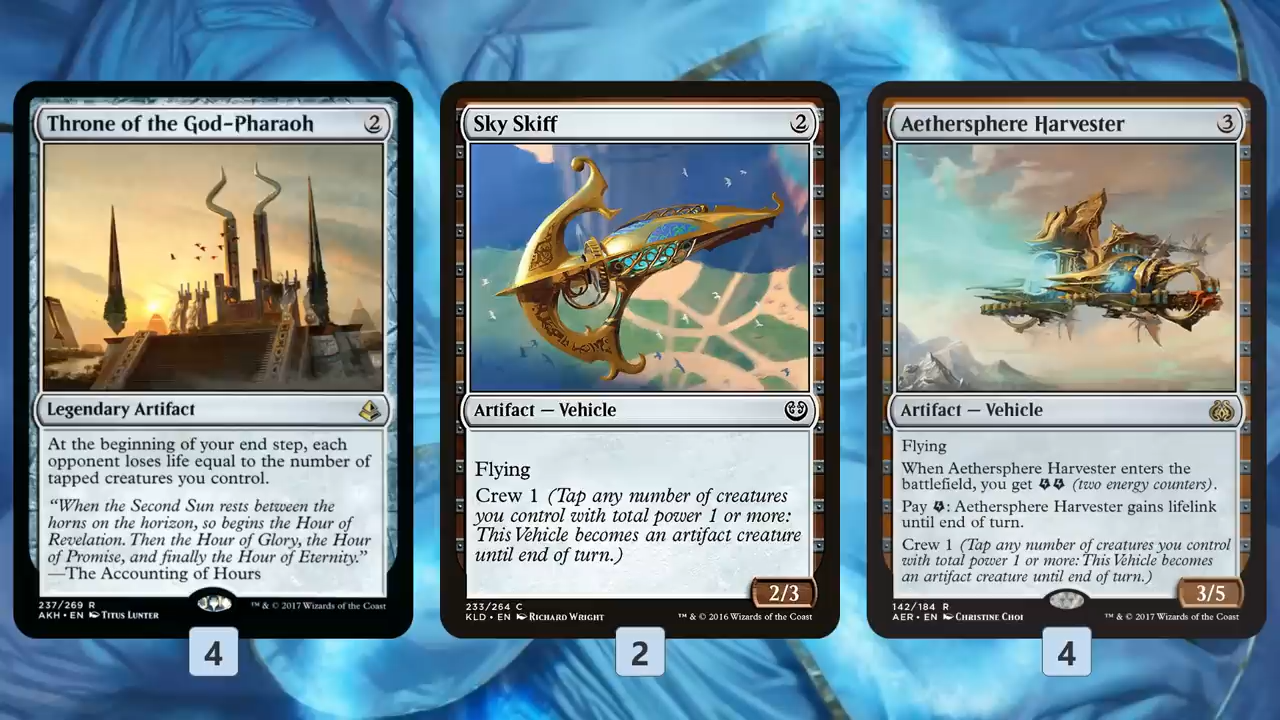 Throne of the God-Pharaoh 2
Legendary Artifact
At the beginning of your end step, each
opponent loses life equal to the number of
tapped creatures you control.
“When the Second Sun rests between the
horns on the horizon, so begins the Hour of
Revelation. Then the Hour of Glory, the Hour
of Promise, and finally the Hour of Eternity.”
—The Accounting of Hours
237/269 R
AKH • EN Titus Lunter
™ & © 2017 Wizards of the Coast
4
Sky Skiff 2
Artifact — Vehicle
Flying
Crew 1 (Tap any number of creatures
you control with total power 1 or more:
This Vehicle becomes an artifact creature
until end of turn.)
2/3
233/264 C
KLD • EN Richard Wright
™ & © 2016 Wizards of the Coast
2
Aethersphere Harvester 3
Artifact — Vehicle
Flying
When Aethersphere Harvester enters the
battlefield, you get (two energy counters).
Pay : Aethersphere Harvester gains lifelink
until end of turn.
Crew 1 (Tap any number of creatures you control
with total power 1 or more: This Vehicle becomes
an artifact creature until end of turn.)
3/5
142/184 R
AER • EN Christine Choi
™ & © 2017 Wizards of the Coast
4